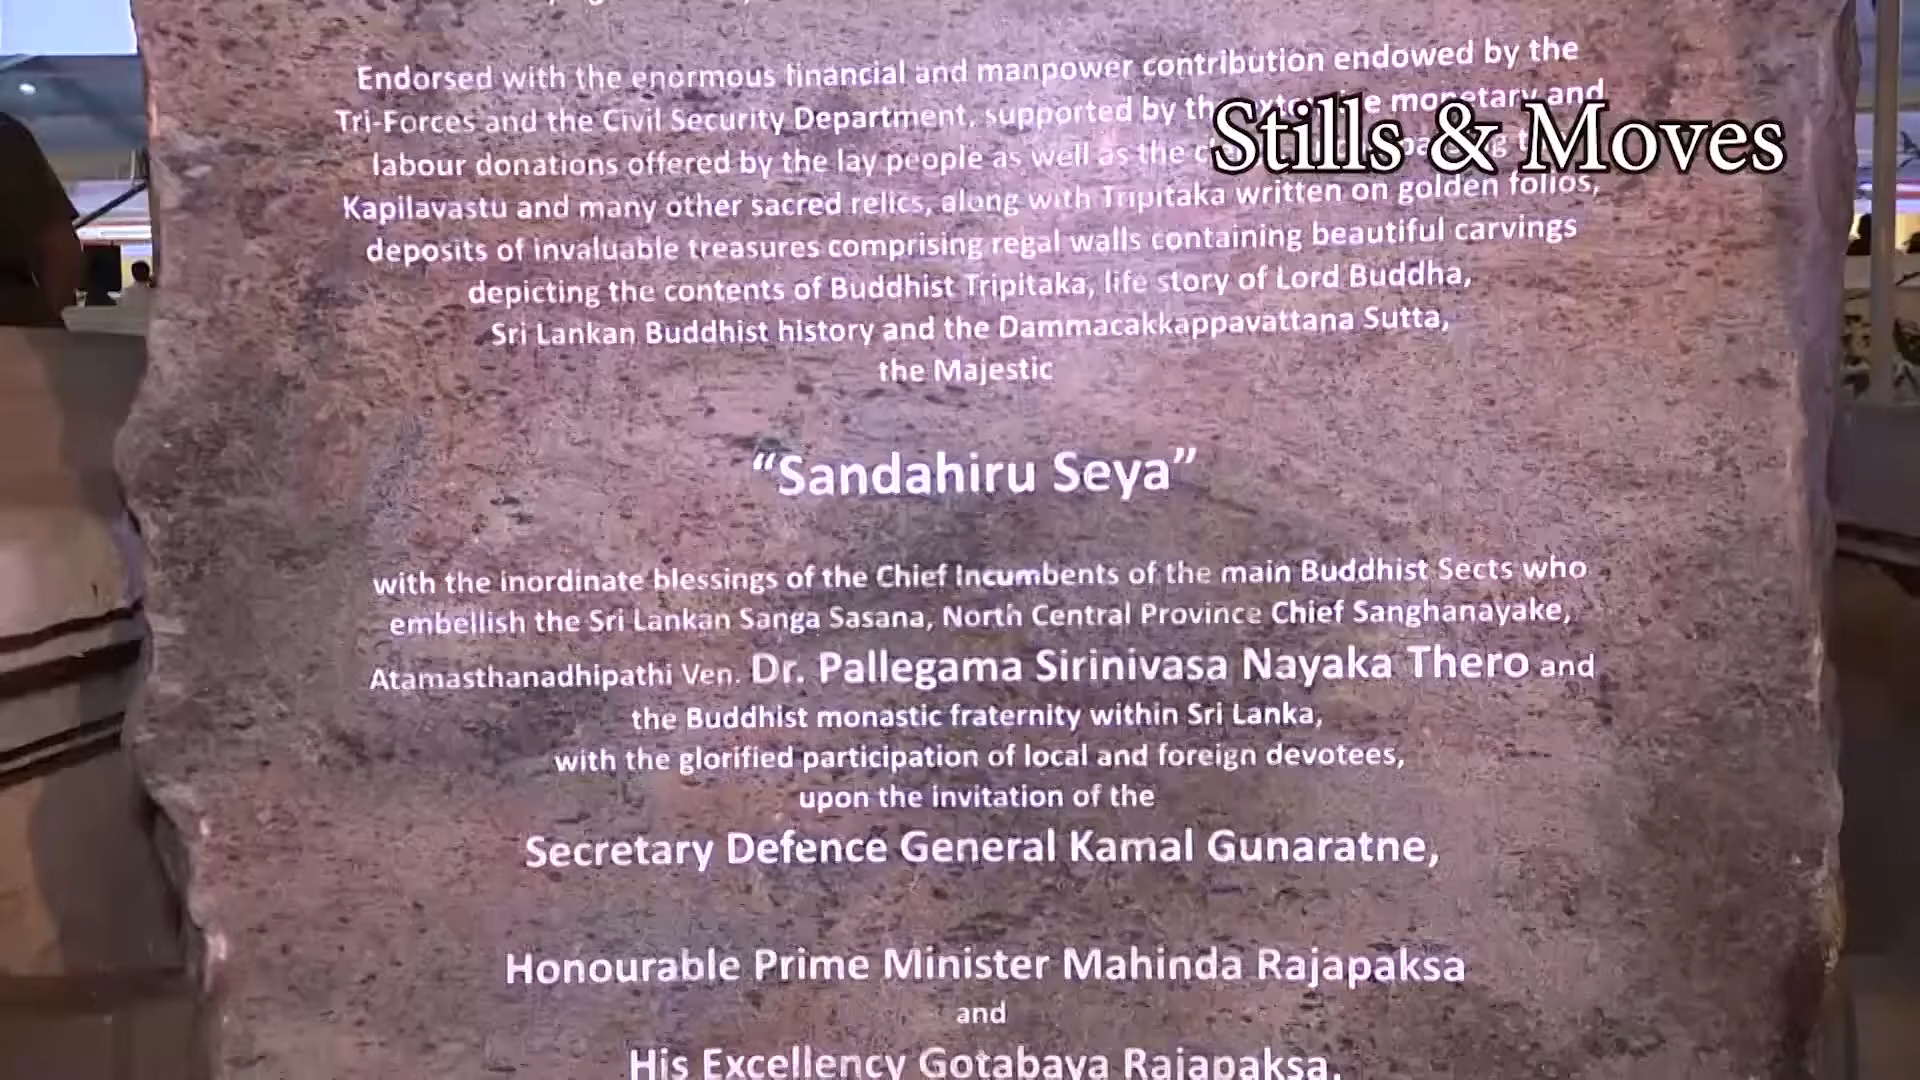 Endorsed with the enormous financial and manpower contribution endowed by the
Tri-Forces and the Civil Security Department, supported by the monetary and
labour donations offered by the lay people as well as the
Stills & Moves
Kapilavastu and many other sacred relics, along with Tripitaka written on golden folios,
deposits of invaluable treasures comprising regal walls containing beautiful carvings
depicting the contents of Buddhist Tripitaka, life story of Lord Buddha,
Sri Lankan Buddhist history and the Dammacakkappavattana Sutta,
the Majestic
“Sandahiru Seya”
with the inordinate blessings of the Chief Incumbents of the main Buddhist Sects who
embellish the Sri Lankan Sanga Sasana, North Central Province Chief Sanghanayake,
Atamasthanadhipathi Ven. Dr. Pallegama Sirinivasa Nayaka Thero and
the Buddhist monastic fraternity within Sri Lanka,
with the glorified participation of local and foreign devotees,
upon the invitation of the
Secretary Defence General Kamal Gunaratne,
Honourable Prime Minister Mahinda Rajapaksa
and
His Excellency Gotabaya Rajapaksa,